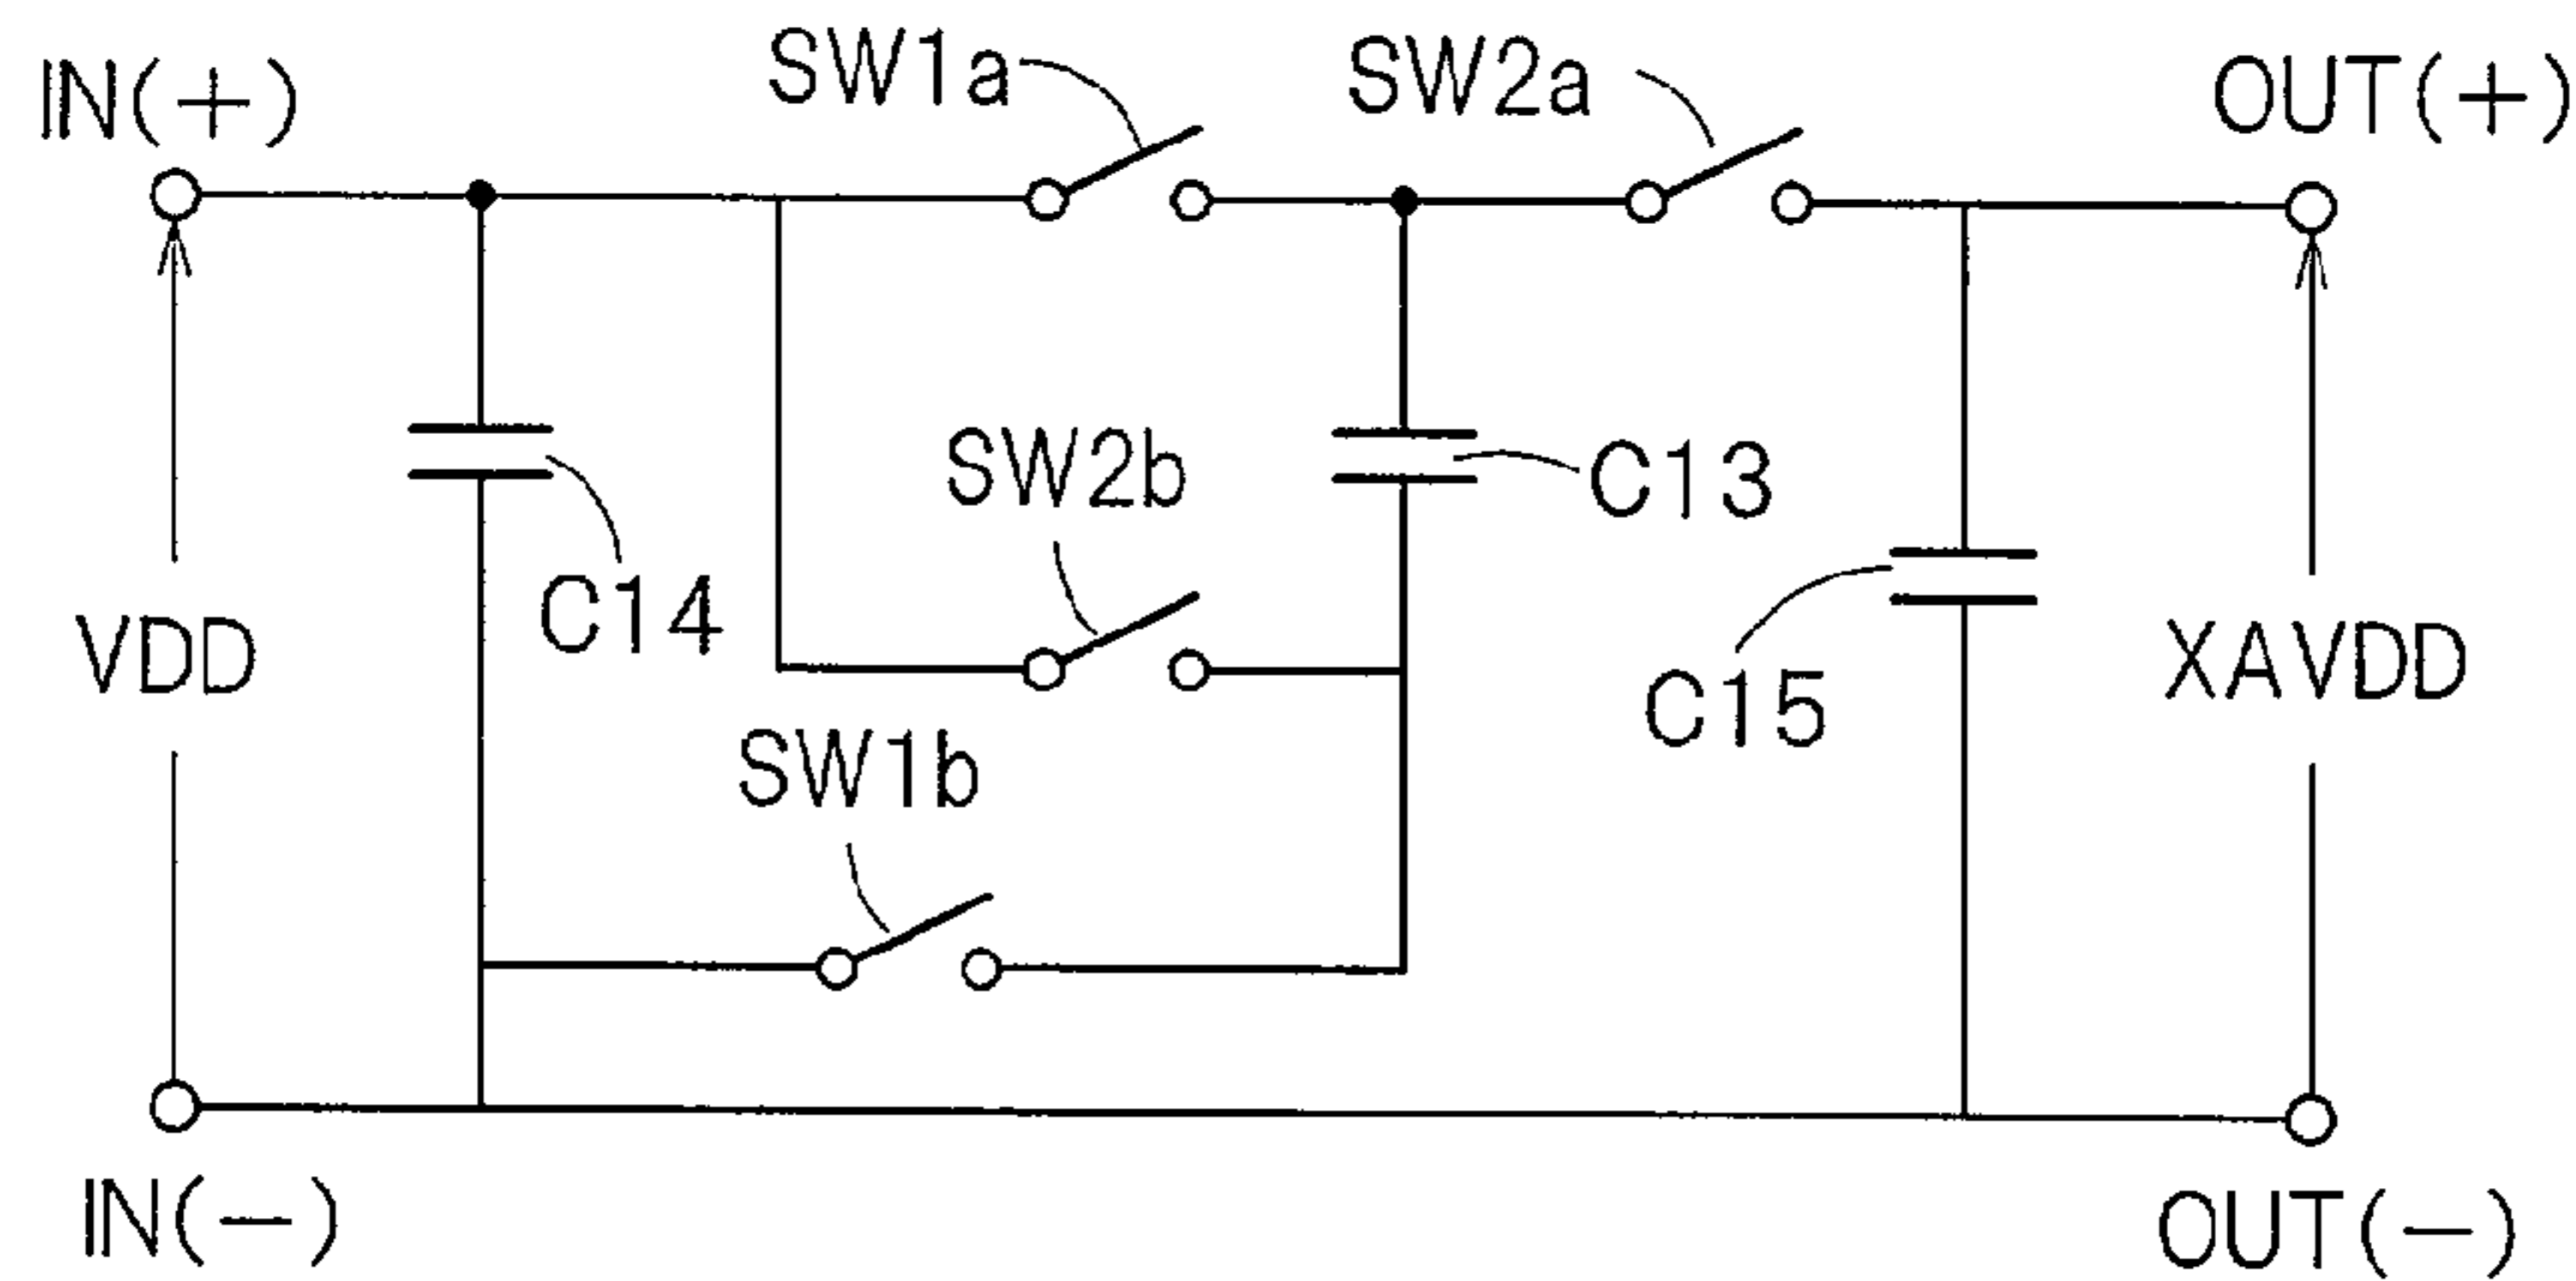 IN(+)
SW1a
SW2a
OUT(+)
SW2b
C13
C14
VDD
XAVDD
C15
SW1b
IN(−)
OUT(−)